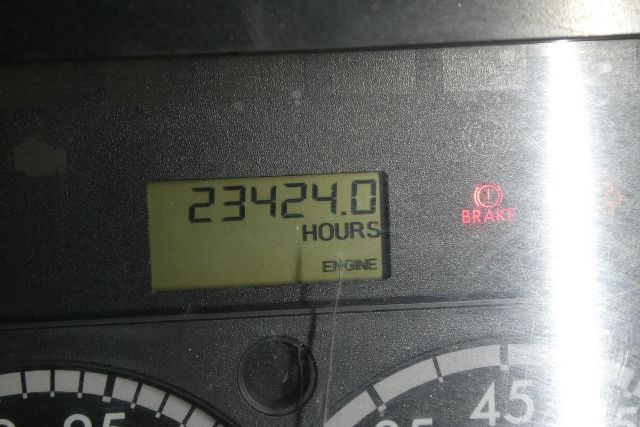 23424.0
HOURS
ENGINE
BRAKE
45